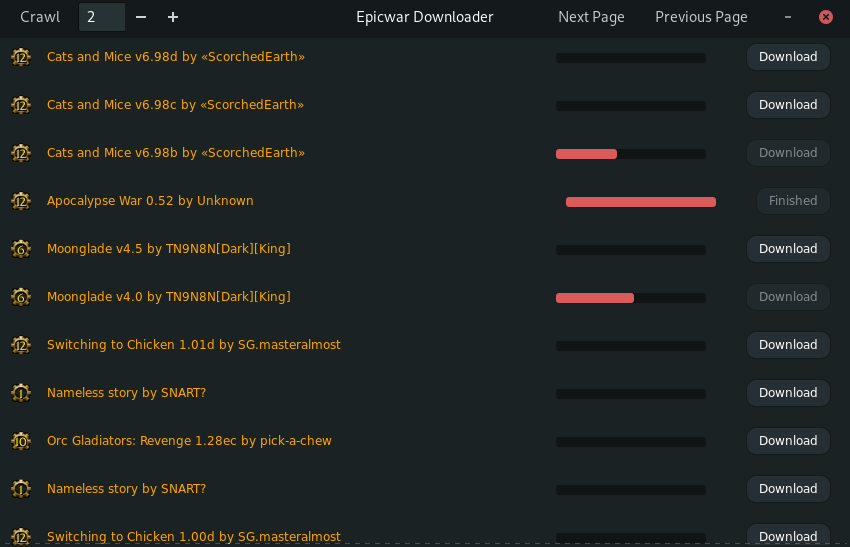 Crawl 2 − + Epicwar Downloader Next Page Previous Page
12 Cats and Mice v6.98d by «ScorchedEarth» Download
12 Cats and Mice v6.98c by «ScorchedEarth» Download
12 Cats and Mice v6.98b by «ScorchedEarth» Download
12 Apocalypse War 0.52 by Unknown Finished
6 Moonglade v4.5 by TN9N8N[Dark][King] Download
6 Moonglade v4.0 by TN9N8N[Dark][King] Download
12 Switching to Chicken 1.01d by SG.masteralmost Download
1 Nameless story by SNART? Download
10 Orc Gladiators: Revenge 1.28ec by pick-a-chew Download
1 Nameless story by SNART? Download
12 Switching to Chicken 1.00d by SG.masteralmost Download